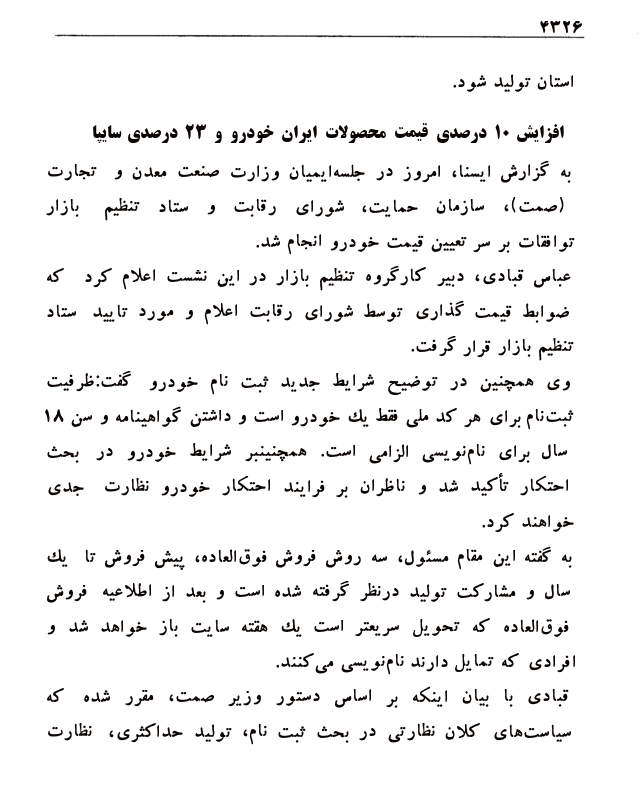 ۴۳۲۶
استان تولید شود.
افزایش ۱۰ درصدی قیمت محصولات ایران خودرو و ۲۳ درصدی سایپا
به گزارش ایسنا، امروز در جلسه‌ایمیان وزارت صنعت معدن و تجارت
(صمت)، سازمان حمایت، شورای رقابت و ستاد تنظیم بازار
توافقات بر سر تعیین قیمت خودرو انجام شد.
عباس قبادی، دبیر کارگروه تنظیم بازار در این نشست اعلام کرد که
ضوابط قیمت گذاری توسط شورای رقابت اعلام و مورد تایید ستاد
تنظیم بازار قرار گرفت.
وی همچنین در توضیح شرایط جدید ثبت نام خودرو گفت:ظرفیت
ثبت‌نام برای هر کد ملی فقط یك خودرو است و داشتن گواهینامه و سن ۱۸
سال برای نام‌نویسی الزامی است. همچنینبر شرایط خودرو در بحث
احتکار تأکید شد و ناظران بر فرایند احتکار خودرو نظارت جدی
خواهند کرد.
به گفته این مقام مسئول، سه روش فروش فوق‌العاده، پیش فروش تا یك
سال و مشارکت تولید درنظر گرفته شده است و بعد از اطلاعیه فروش
فوق‌العاده که تحویل سریعتر است یك هفته سایت باز خواهد شد و
افرادی که تمایل دارند نام‌نویسی می‌کنند.
قبادی با بیان اینکه بر اساس دستور وزیر صمت، مقرر شده که
سیاست‌های کلان نظارتی در بحث ثبت نام، تولید حداکثری، نظارت